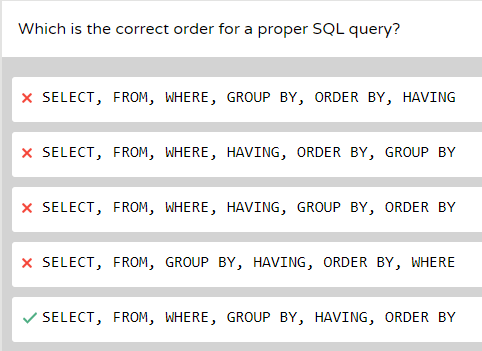 Which is the correct order for a proper SQL query?
SELECT, FROM, WHERE, GROUP BY, ORDER BY, HAVING
SELECT, FROM, WHERE, HAVING, ORDER BY, GROUP BY
SELECT, FROM, WHERE, HAVING, GROUP BY, ORDER BY
SELECT, FROM, GROUP BY, HAVING, ORDER BY, WHERE
SELECT, FROM, WHERE, GROUP BY, HAVING, ORDER BY